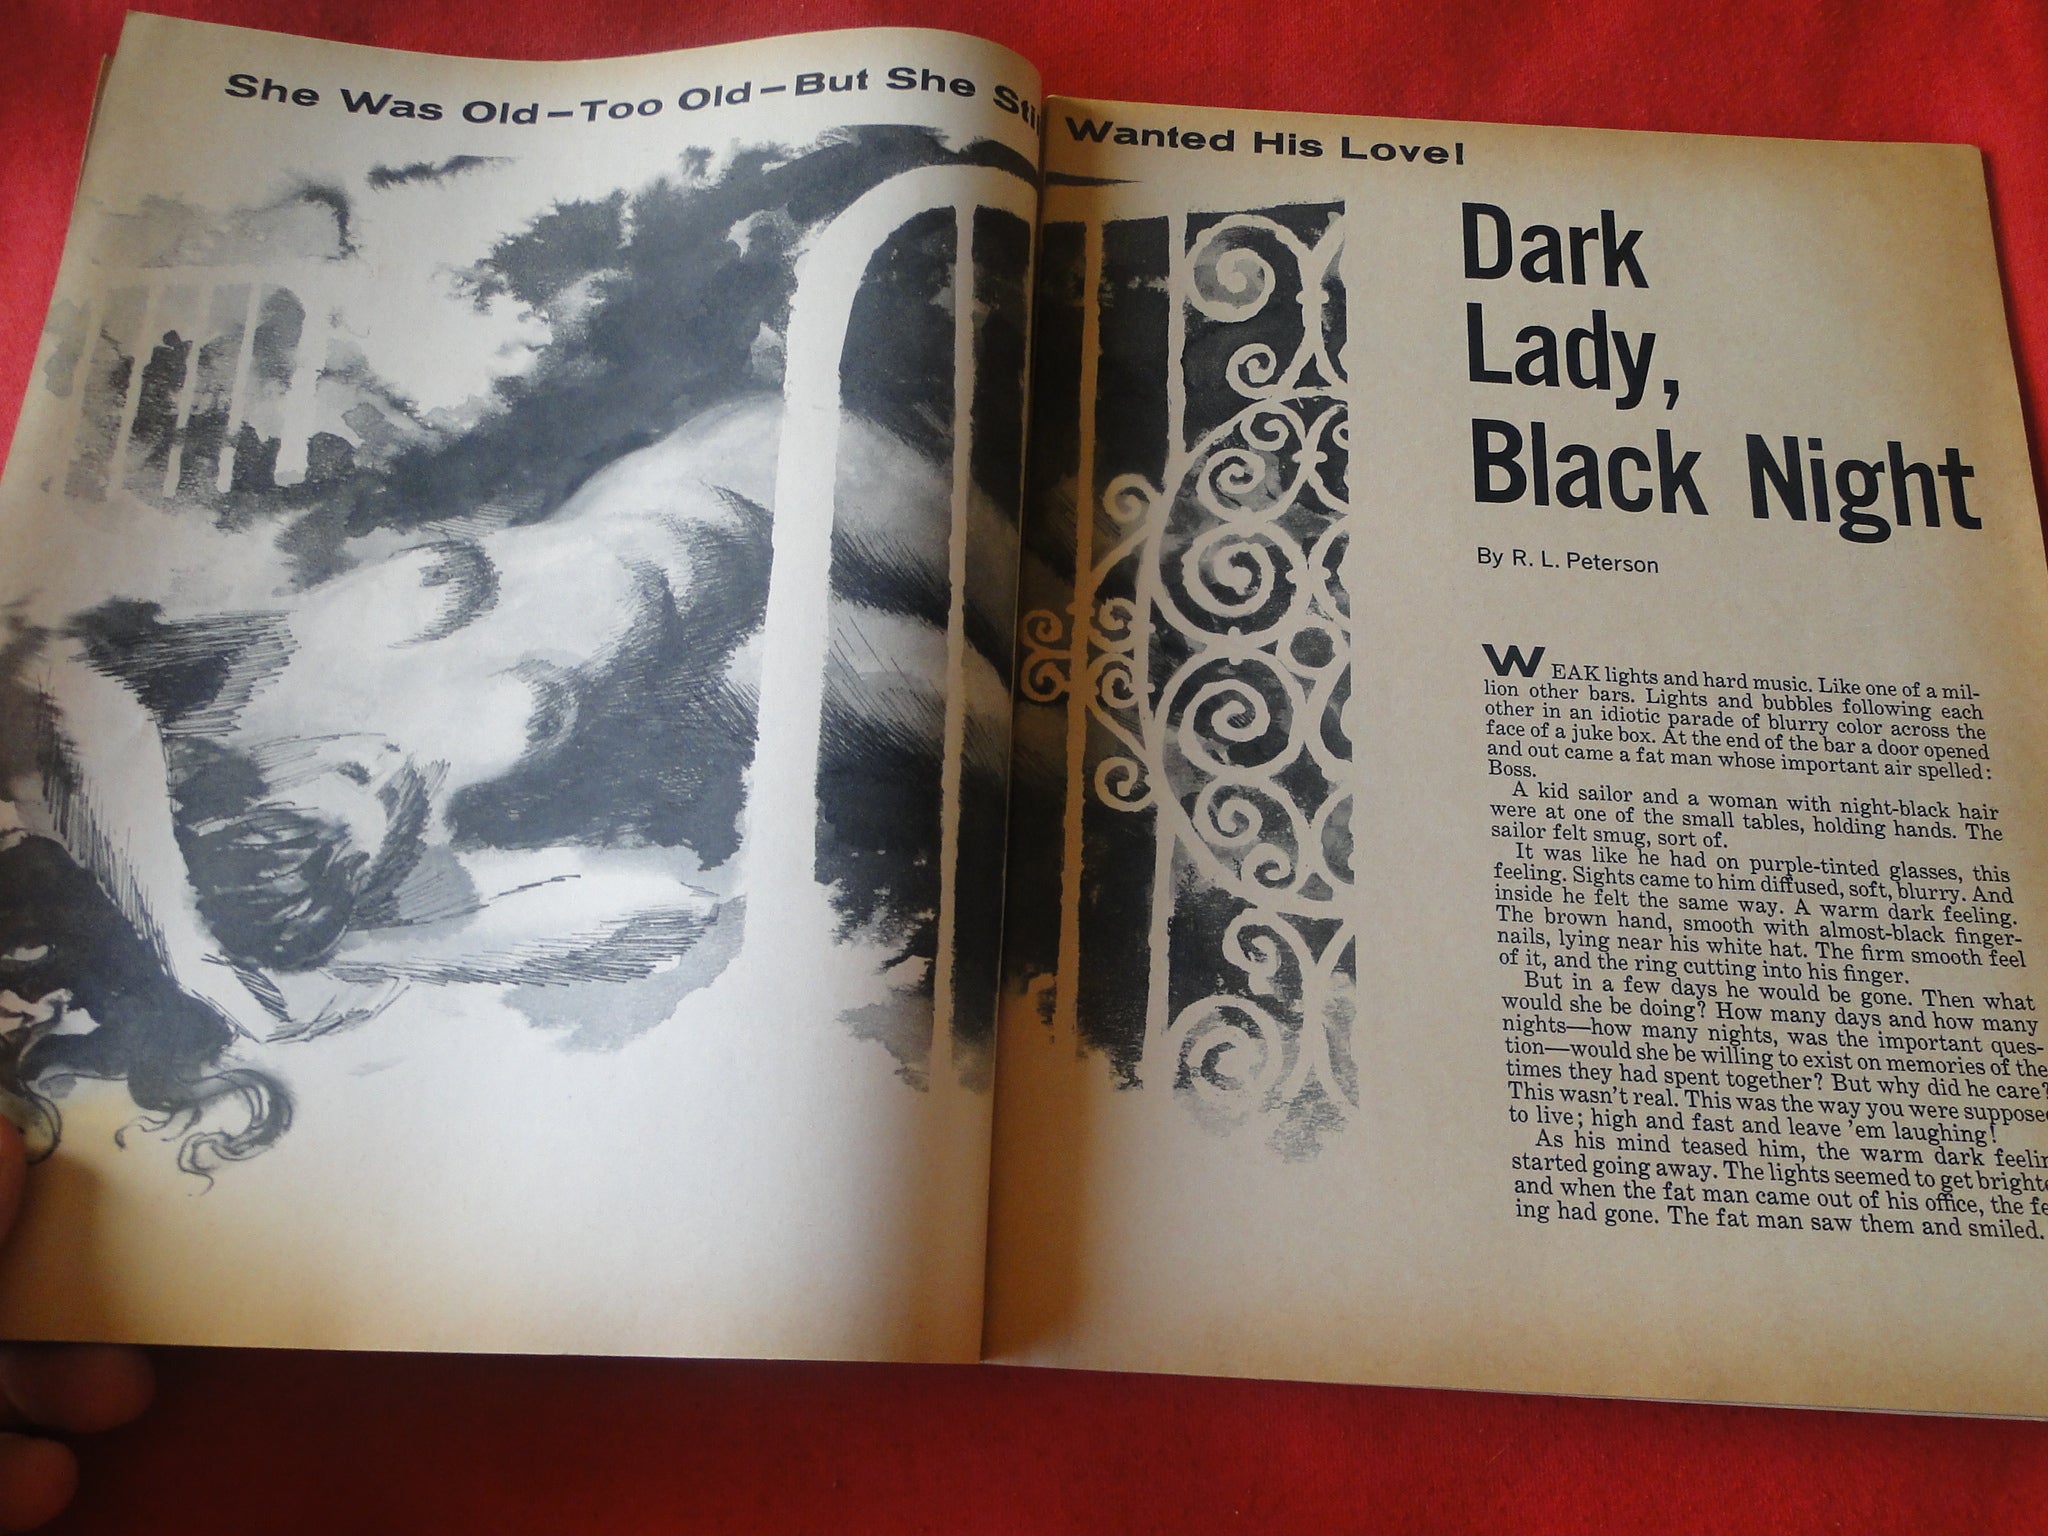 She Was Old—Too Old—But She Still Wanted His Love!
Dark
Lady,
Black Night
By R. L. Peterson
WEAK lights and hard music. Like one of a mil-
lion other bars. Lights and bubbles following each
other in an idiotic parade of blurry color across the
face of a juke box. At the end of the bar a door opened
and out came a fat man whose important air spelled:
Boss.
A kid sailor and a woman with night-black hair
were at one of the small tables, holding hands. The
sailor felt smug, sort of.
It was like he had on purple-tinted glasses, this
feeling. Sights came to him diffused, soft, blurry. And
inside he felt the same way. A warm dark feeling.
The brown hand, smooth with almost-black finger-
nails, lying near his white hat. The firm smooth feel
of it, and the ring cutting into his finger.
But in a few days he would be gone. Then what
would she be doing? How many days and how many
nights—how many nights, was the important ques-
tion—would she be willing to exist on memories of the
times they had spent together? But why did he care?
This wasn't real. This was the way you were supposed
to live; high and fast and leave 'em laughing!
As his mind teased him, the warm dark feelin
started going away. The lights seemed to get brighte
and when the fat man came out of his office, the fe
ing had gone. The fat man saw them and smiled.